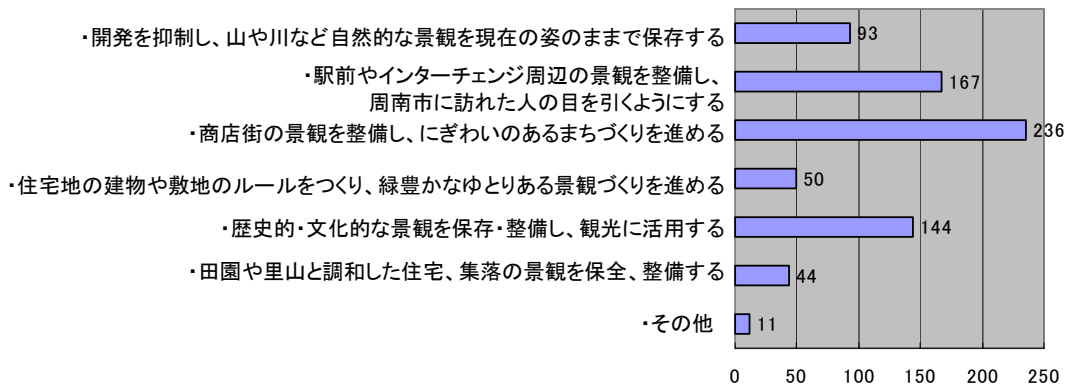 ・開発を抑制し、山や川など自然的な景観を現在の姿のままで保存する
93
・駅前やインターチェンジ周辺の景観を整備し、
周南市に訪れた人の目を引くようにする
167
・商店街の景観を整備し、にぎわいのあるまちづくりを進める
236
・住宅地の建物や敷地のルールをつくり、緑豊かなゆとりある景観づくりを進める
50
・歴史的・文化的な景観を保存・整備し、観光に活用する
144
・田園や里山と調和した住宅、集落の景観を保全、整備する
44
・その他
11
0 50 100 150 200 250